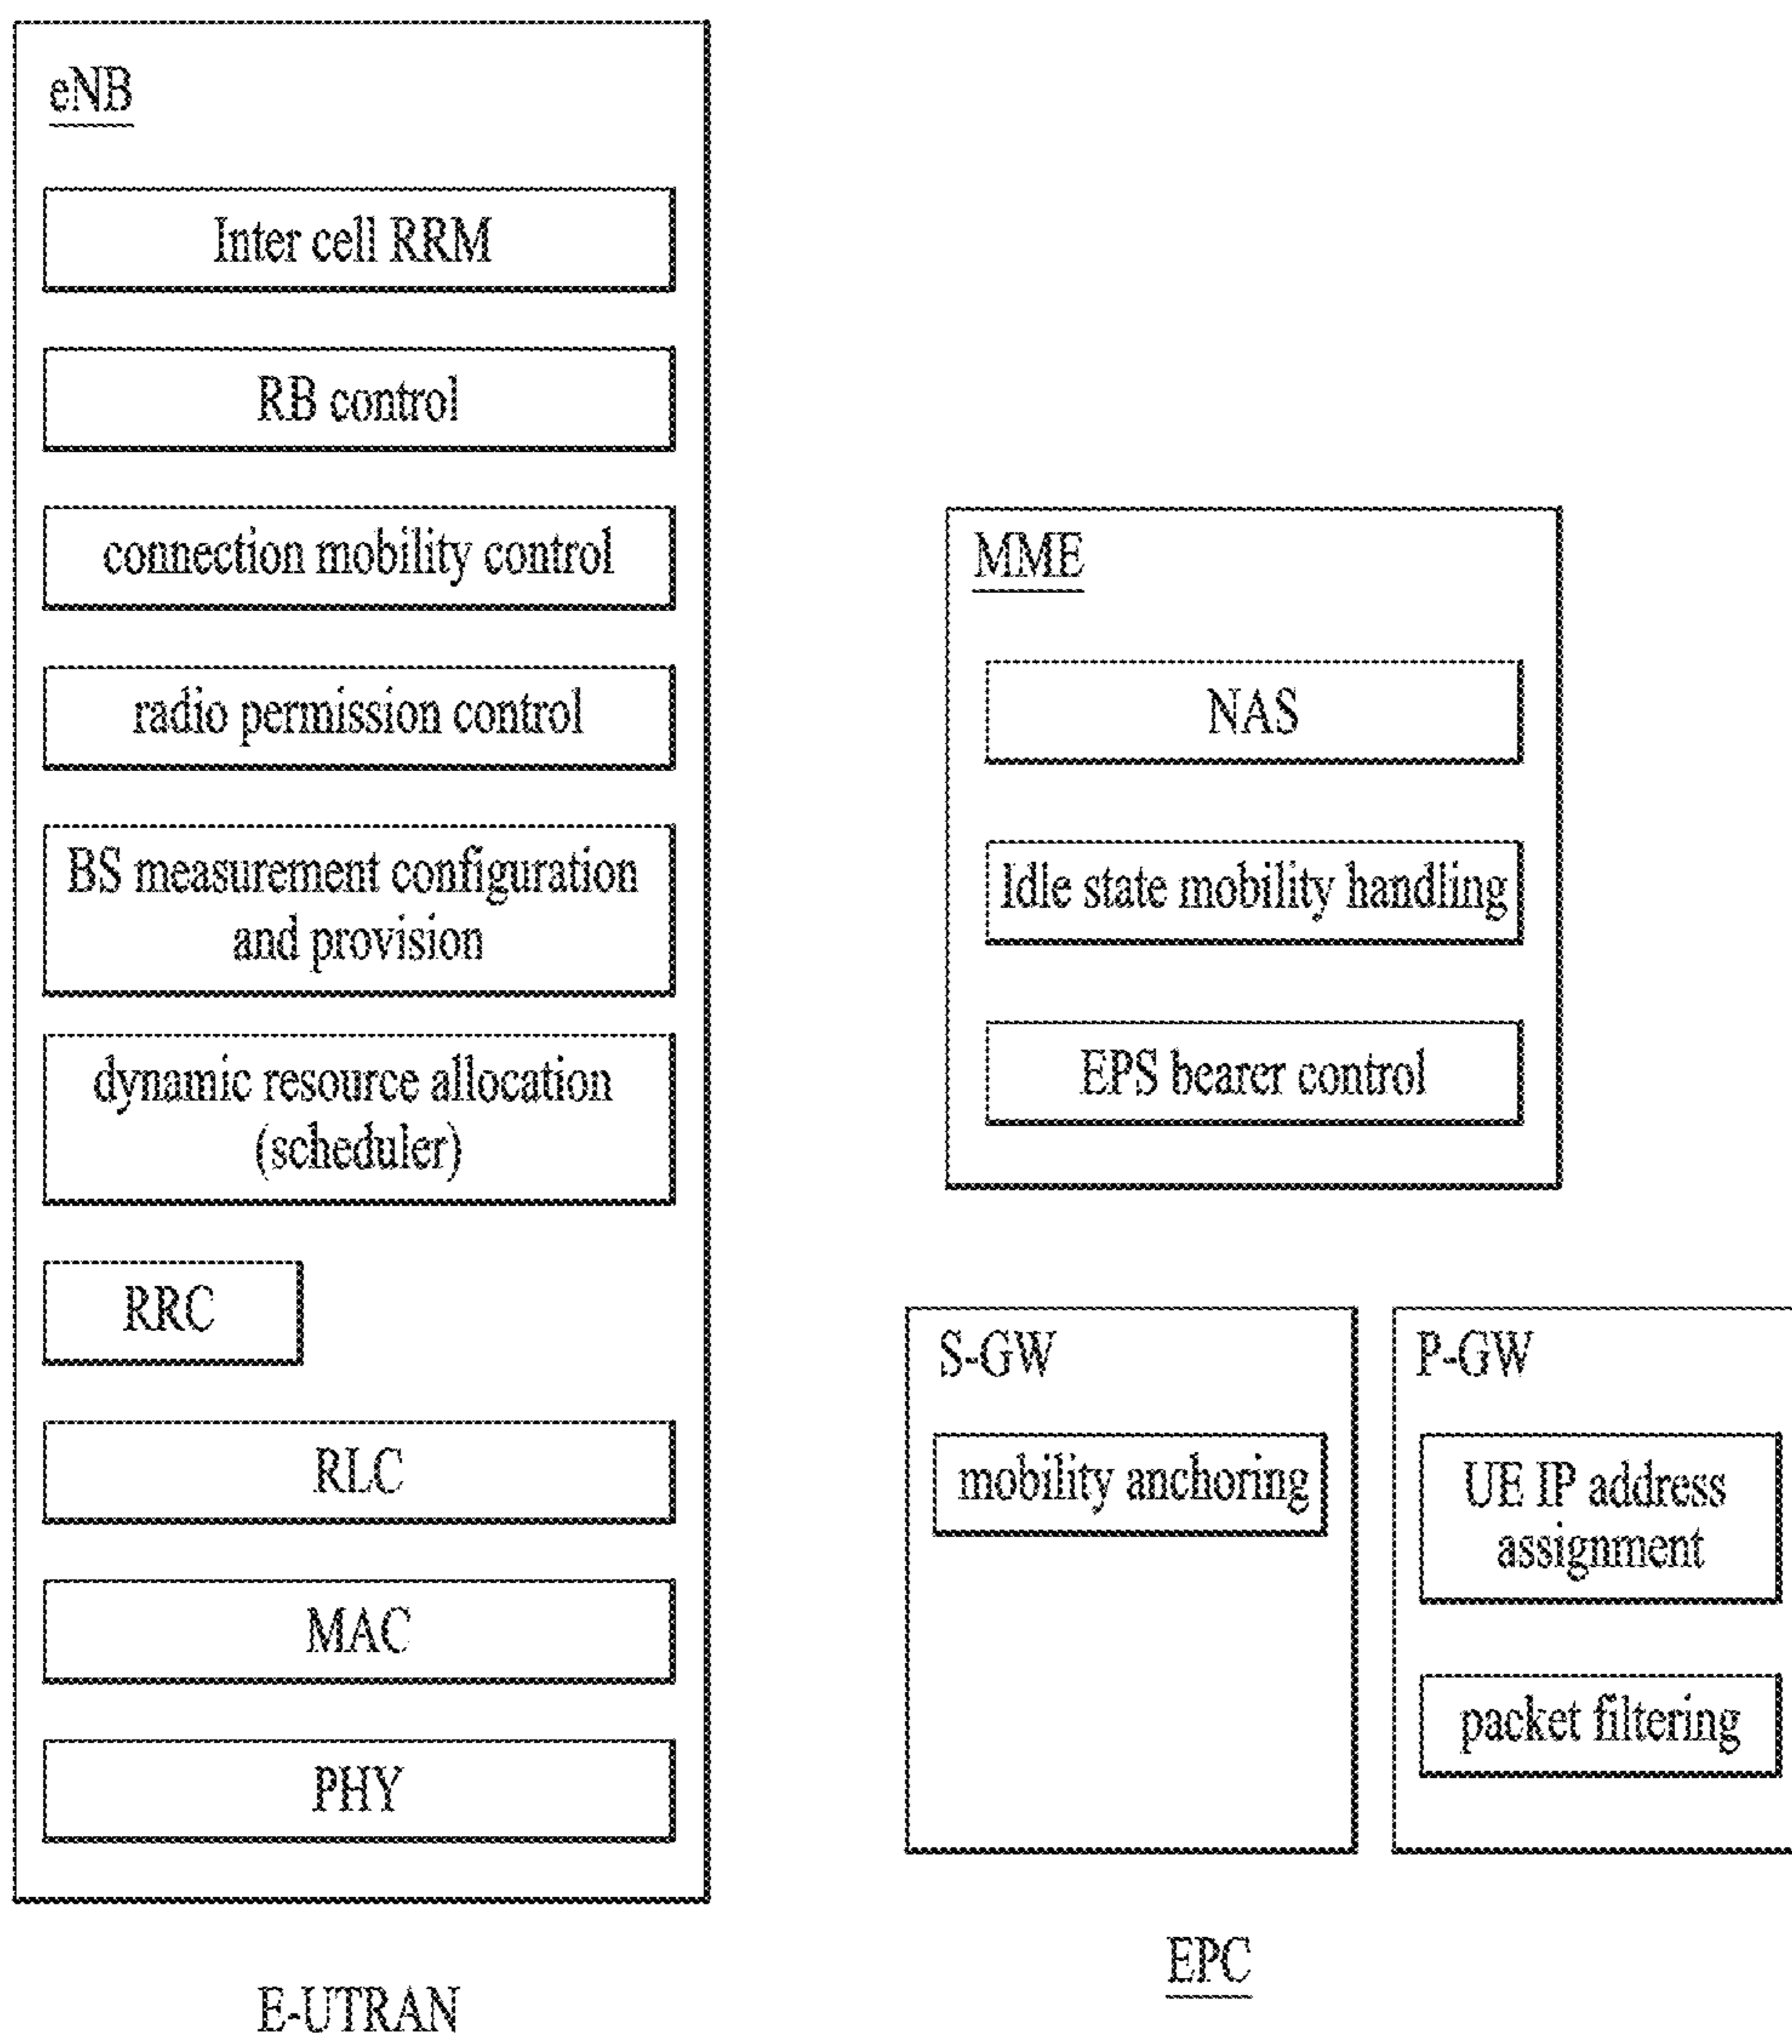 eNB
Inter cell RRM
RB control
connection mobility control
radio permission control
BS measurement configuration
and provision
dynamic resource allocation
(scheduler)
RRC
RLC
MAC
PHY
E-UTRAN
MME
NAS
Idle state mobility handling
EPS bearer control
S-GW
mobility anchoring
P-GW
UE IP address
assignment
packet filtering
EPC